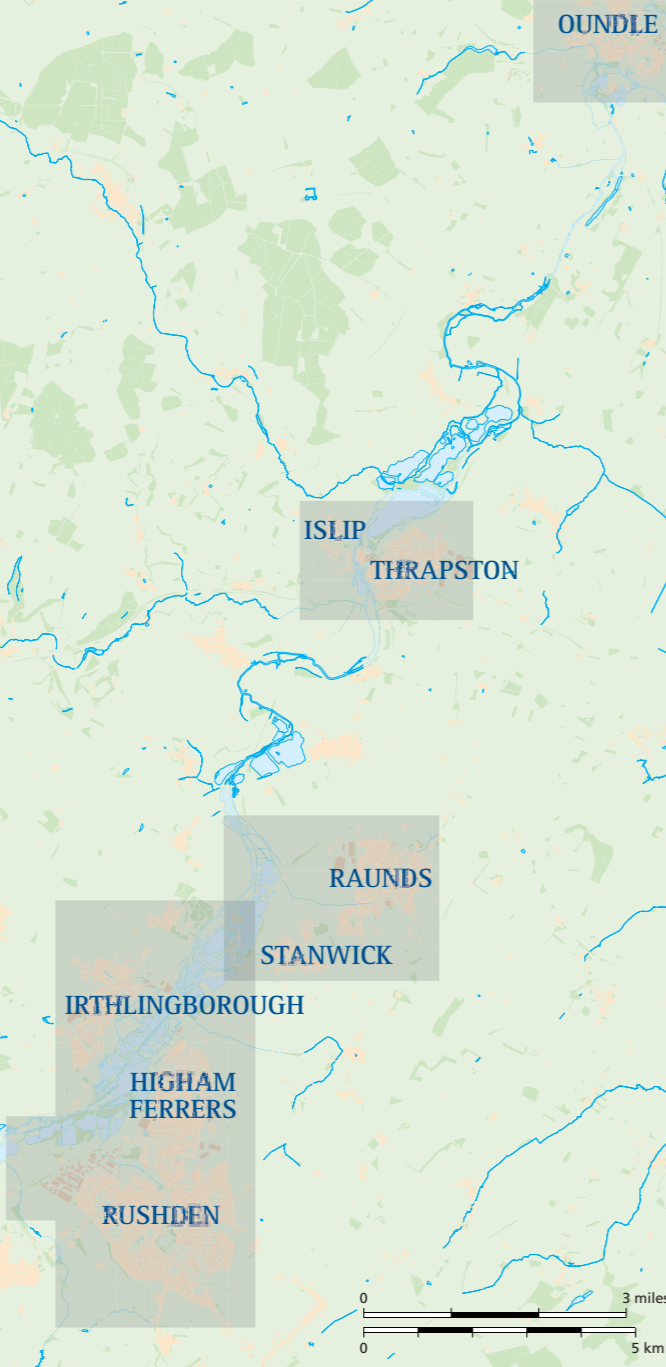 OUNDLE
ISLIP
THRAPSTON
RAUNDS
STANWICK
IRTHLINGBOROUGH
HIGHAM
FERRERS
RUSHDEN
0 3 miles
0 5 km